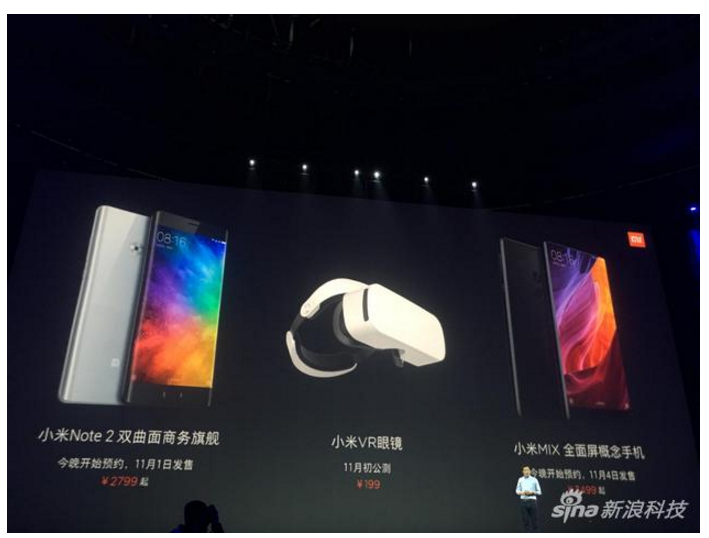 08:16
08:16
小米Note 2 双曲面商务旗舰
今晚开始预约，11月1日发售
¥2799 起
小米VR眼镜
11月初公测
¥199
小米MIX 全面屏概念手机
今晚开始预约，11月4日发售
起
sina新浪科技